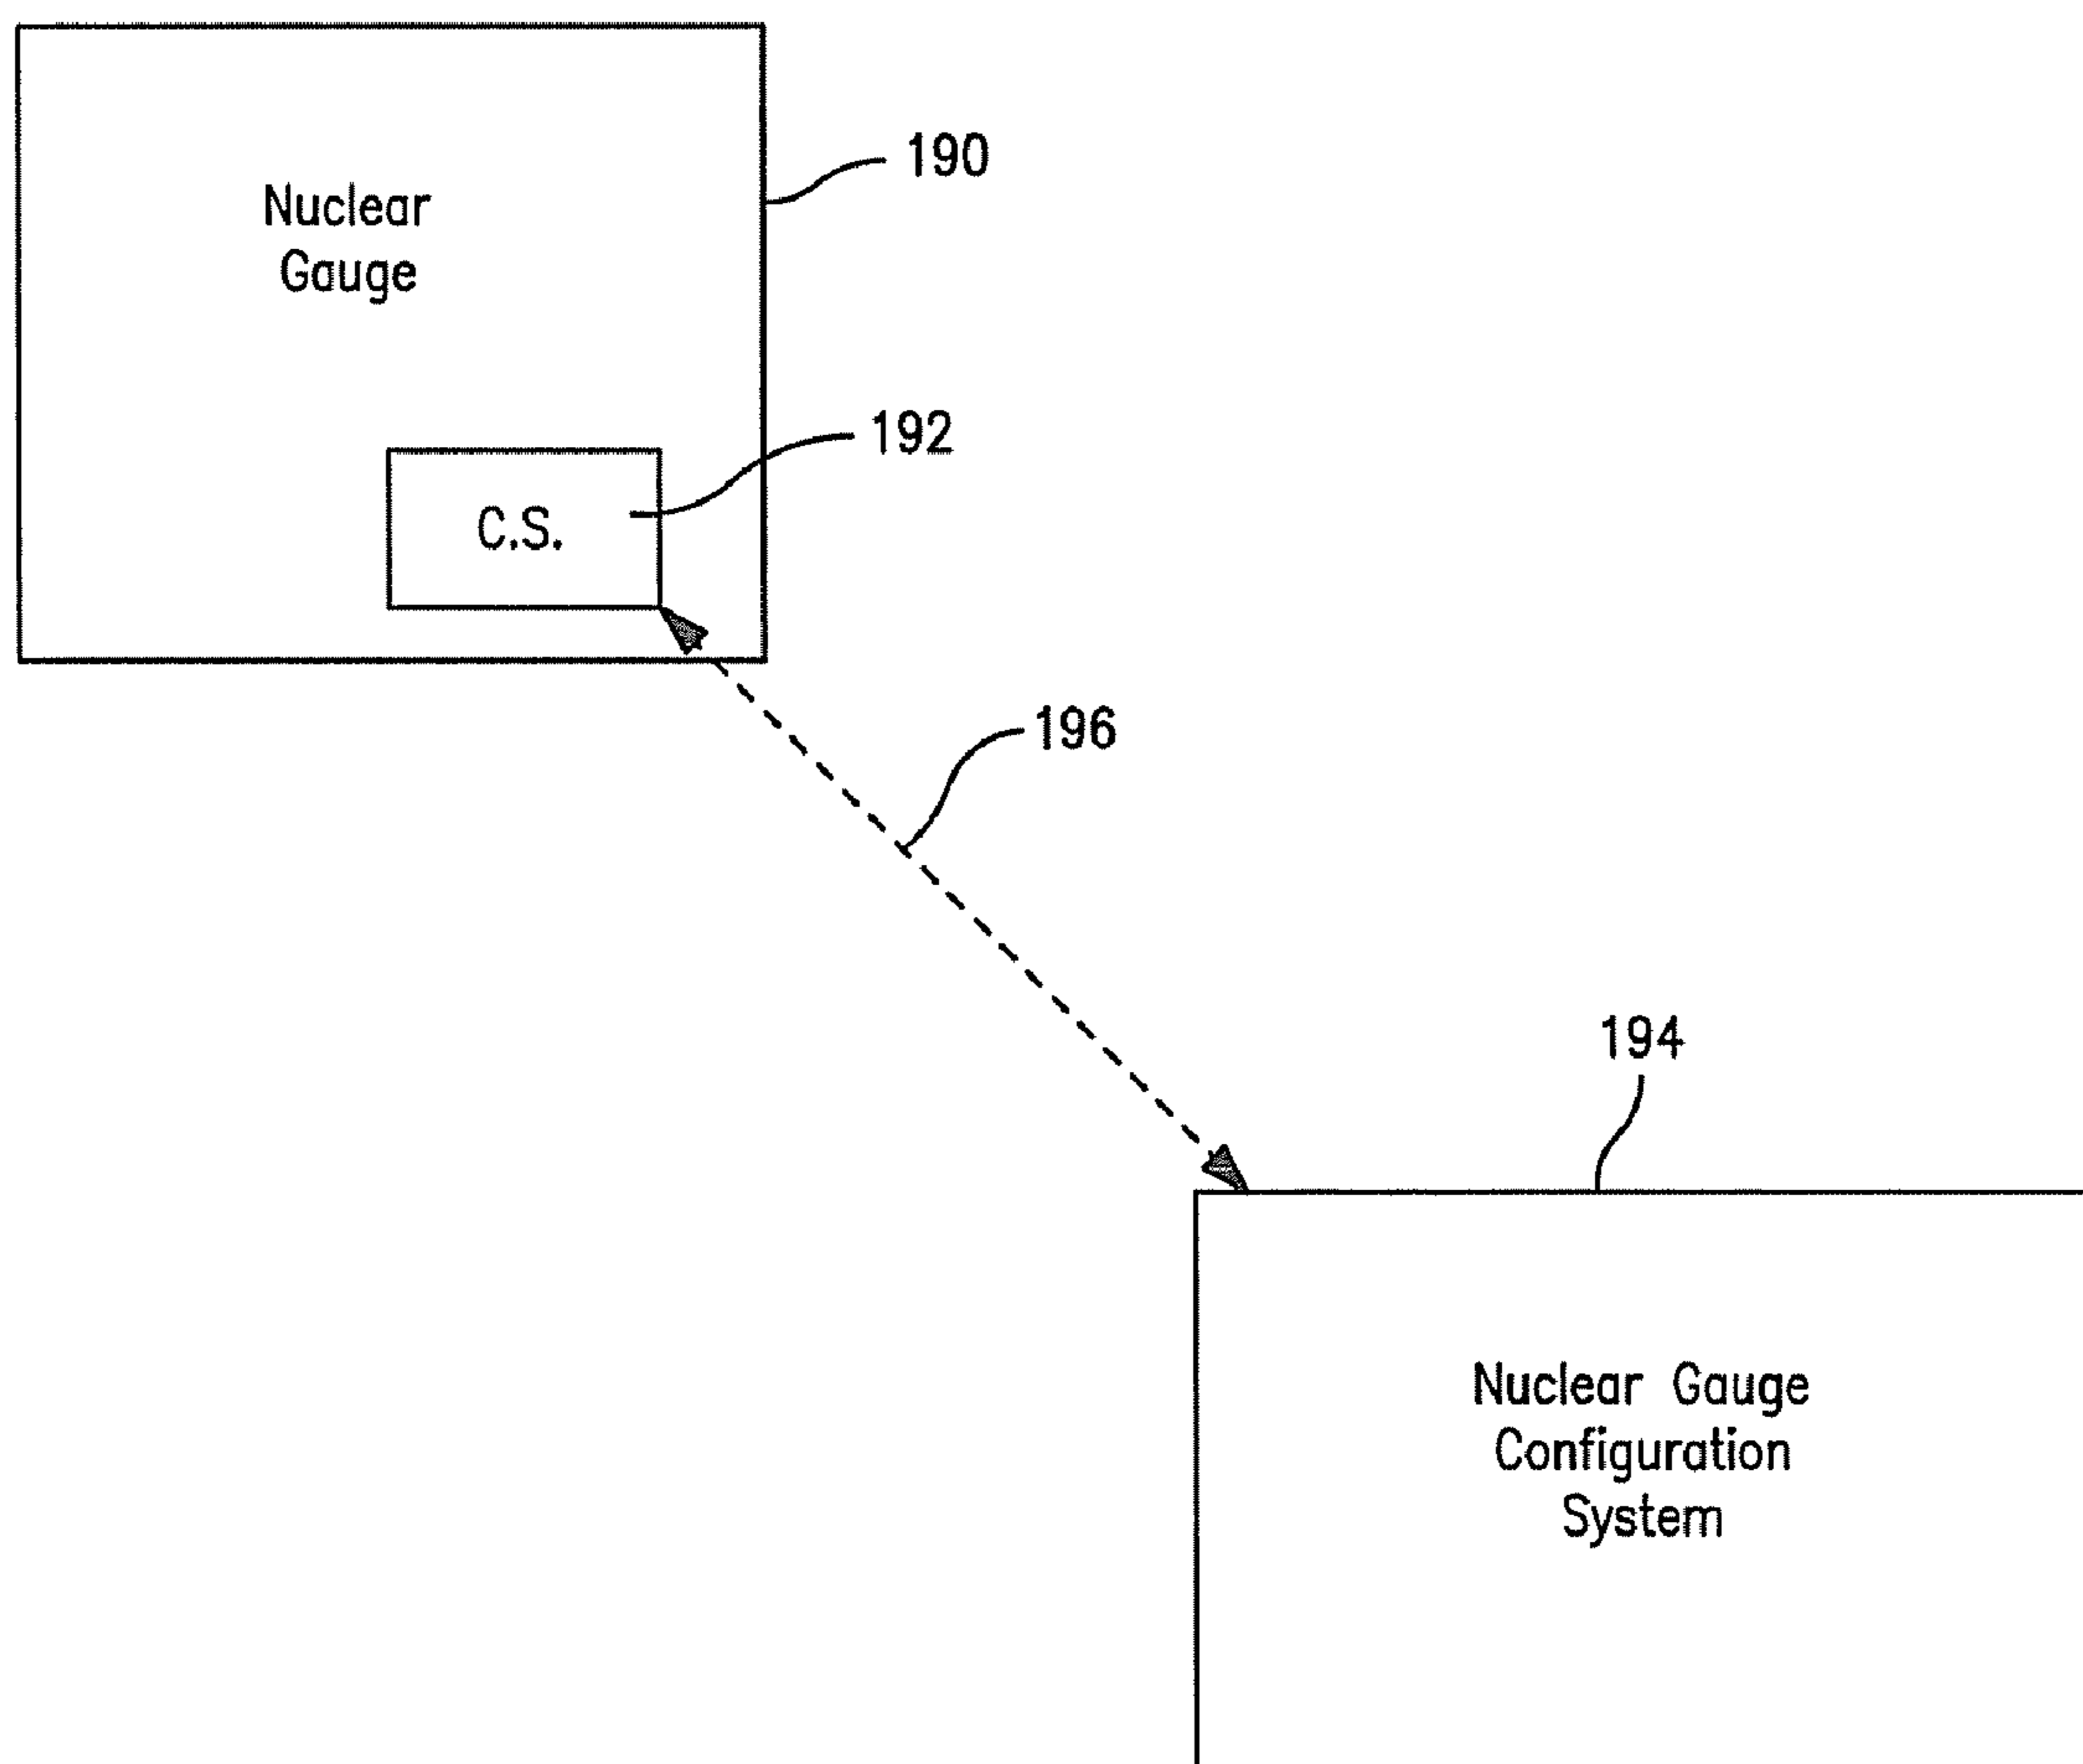 190
Nuclear
Gauge
192
C.S.
196
194
Nuclear Gauge
Configuration
System